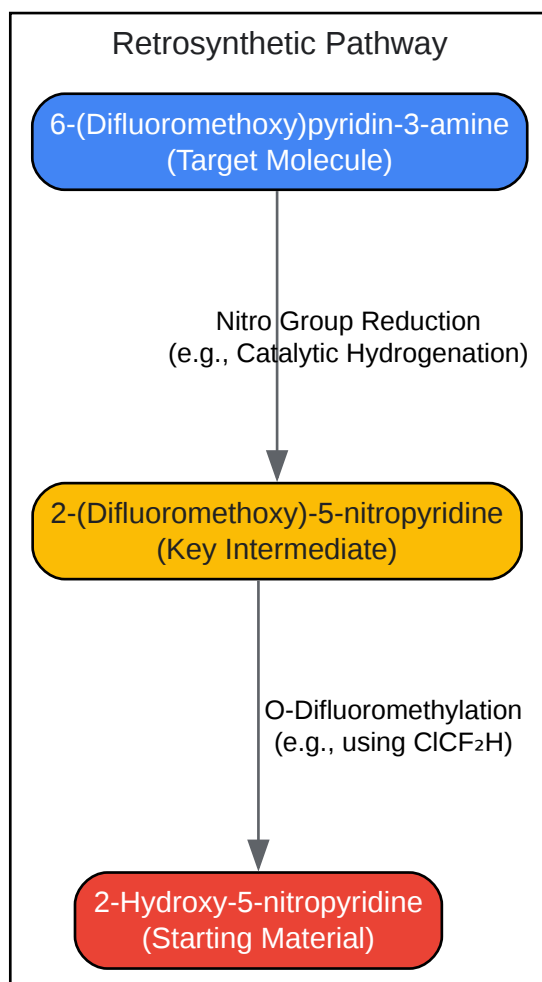 Retrosynthetic Pathway
6-(Difluoromethoxy)pyridin-3-amine
(Target Molecule)
Nitro Group Reduction
(e.g., Catalytic Hydrogenation)
2-(Difluoromethoxy)-5-nitropyridine
(Key Intermediate)
O-Difluoromethylation
(e.g., using ClCF₂H)
2-Hydroxy-5-nitropyridine
(Starting Material)